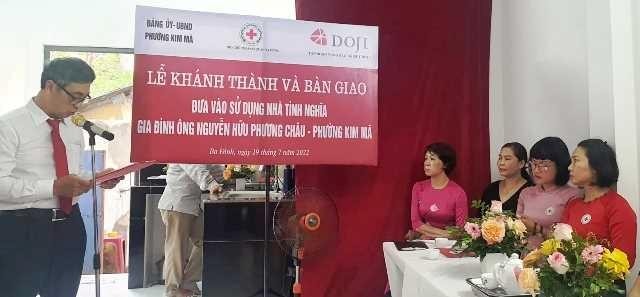 ĐẢNG ỦY-UBND
PHƯỜNG KIM MÃ
DOJI
LỄ KHÁNH THÀNH VÀ BÀN GIAO
ĐƯA VÀO SỬ DỤNG NHÀ TÌNH NGHĨA
GIA ĐÌNH ÔNG NGUYỄN HỮU PHƯƠNG CHÂU - PHƯỜNG KIM MÃ
Ba Đình, ngày 19 tháng 7 năm 2022